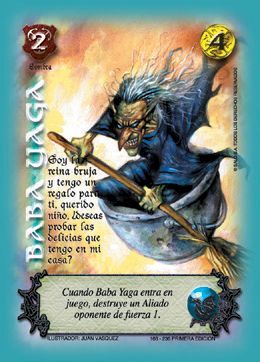 2
4
Sombra
BABA YAGA
Soy la
reina bruja
y tengo un
regalo para
ti, querido
niño, ¿deseas
probar las
delicias que
tengo en mi
casa?
Cuando Baba Yaga entra en
juego, destruye un Aliado
oponente de fuerza 1.
ILUSTRADOR: JUAN VASQUEZ
165 - 236 PRIMERA EDICION